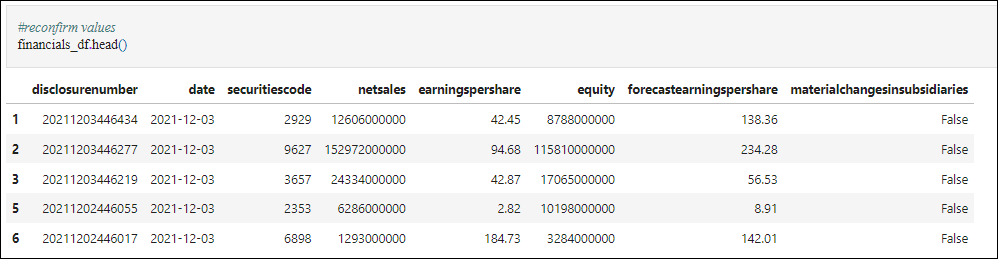 #reconfirm values
financials_df.head()
disclosurenumber date securitiescode netsales earningspershare equity forecastearningspershare materialchangesinsubsidiaries
1 20211203446434 2021-12-03 2929 12606000000 42.45 8788000000 138.36 False
2 20211203446277 2021-12-03 9627 152972000000 94.68 115810000000 234.28 False
3 20211203446219 2021-12-03 3657 24334000000 42.87 17065000000 56.53 False
5 20211202446055 2021-12-03 2353 6286000000 2.82 10198000000 8.91 False
6 20211202446017 2021-12-03 6898 1293000000 184.73 3284000000 142.01 False